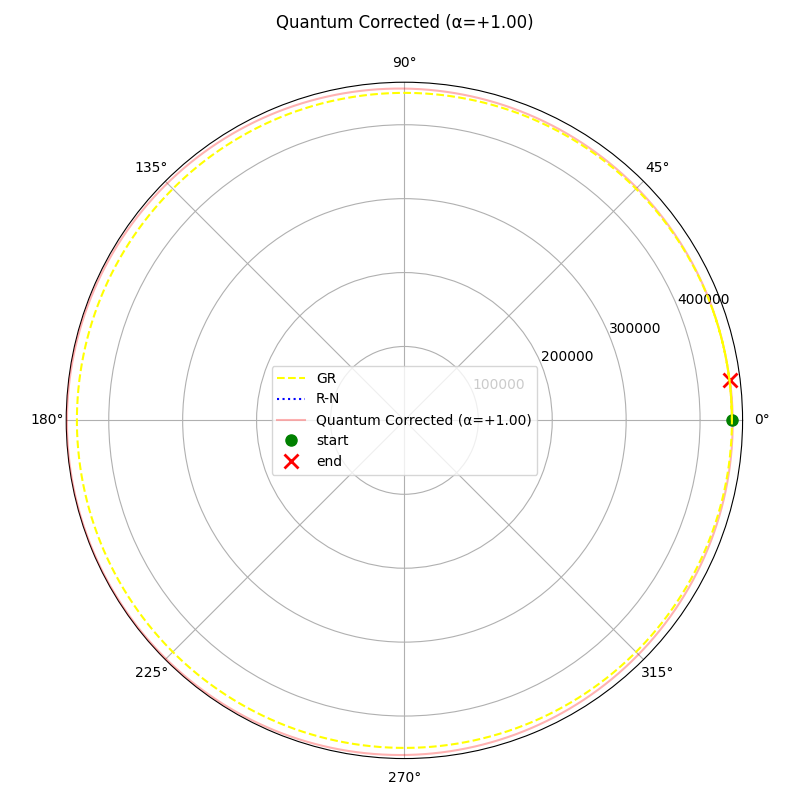 Quantum Corrected (α=+1.00)
90°
135°
45°
400000
300000
200000
100000
GR
R-N
Quantum Corrected (α=+1.00)
start
end
180°
0°
225°
315°
270°